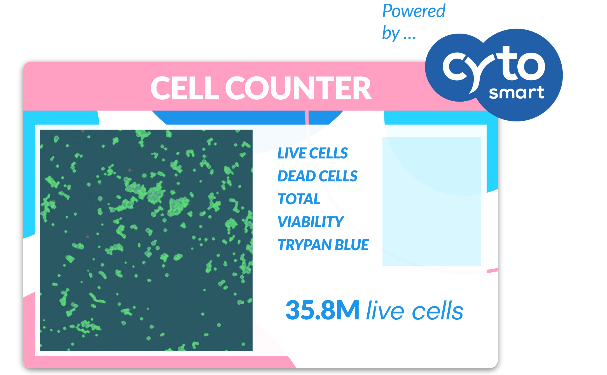 Powered
by ...
cyto
smart
CELL COUNTER
LIVE CELLS
DEAD CELLS
TOTAL
VIABILITY
TRYPAN BLUE
35.8M live cells